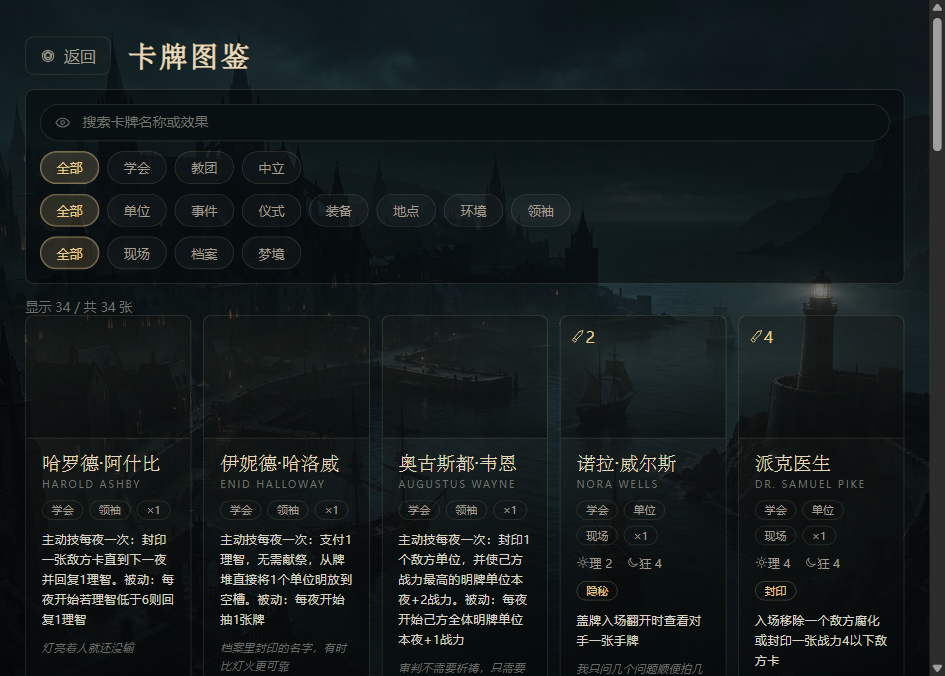 返回
卡牌图鉴
搜索卡牌名称或效果
全部 学会 教团 中立
全部 单位 事件 仪式 装备 地点 环境 领袖
全部 现场 档案 梦境
显示 34 / 共 34 张
哈罗德·阿什比
HAROLD ASHBY
学会 领袖 ×1
主动技每夜一次：封印
一张敌方卡直到下一夜
并回复1理智。被动：每
夜开始若理智低于6则回
复1理智
灯亮着人就还没输
伊妮德·哈洛威
ENID HALLOWAY
学会 领袖 ×1
主动技每夜一次：支付1
理智，无需献祭，从牌
堆直接将1个单位明放到
空槽。被动：每夜开始
抽1张牌
档案里封印的名字，有时
比灯火更可靠
奥古斯都·韦恩
AUGUSTUS WAYNE
学会 领袖 ×1
主动技每夜一次：封印1
个敌方单位，并使己方
战力最高的明牌单位本
夜+2战力。被动：每夜
开始己方全体明牌单位
本夜+1战力
审判不需要祈祷，只需要
2
诺拉·威尔斯
NORA WELLS
学会 单位
现场 ×1
理 2 狂 4
隐秘
盖牌入场翻开时查看对
手一张手牌
我只问几个问题顺便拍几
4
派克医生
DR. SAMUEL PIKE
学会 单位
现场 ×1
理 4 狂 4
封印
入场移除一个敌方腐化
或封印一张战力4以下敌
方卡